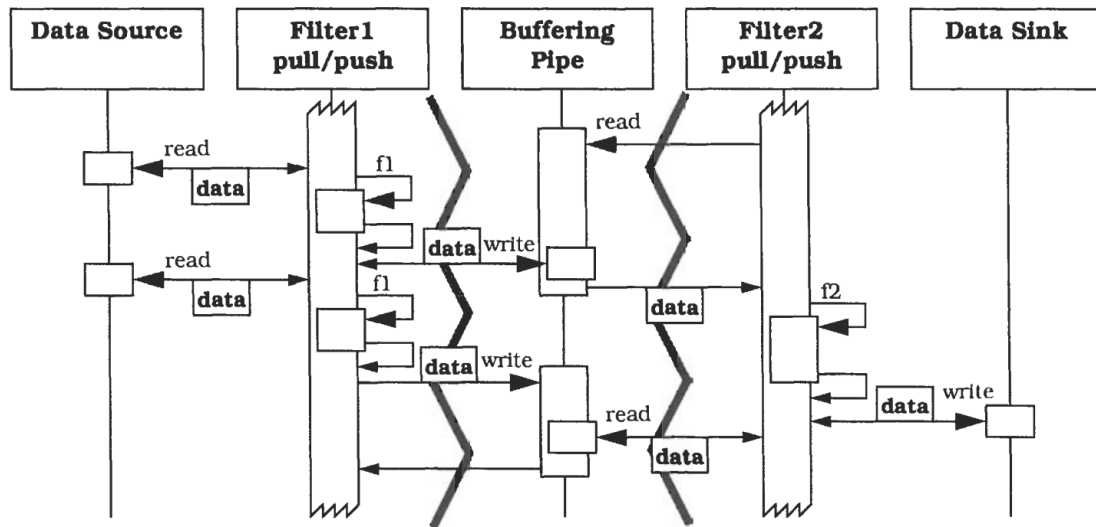 Data Source
Filter1
pull/push
Buffering
Pipe
Filter2
pull/push
Data Sink
read
read
f1
data
data
write
read
data
f1
data
f2
data
write
data
write
read
data